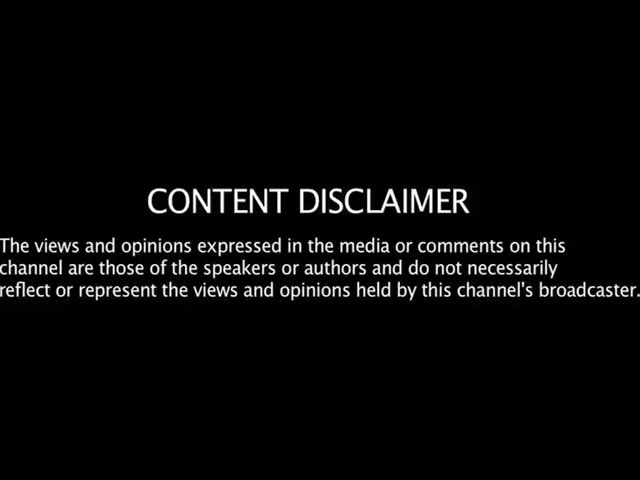 CONTENT DISCLAIMER
The views and opinions expressed in the media or comments on this
channel are those of the speakers or authors and do not necessarily
reflect or represent the views and opinions held by this channel's broadcaster.